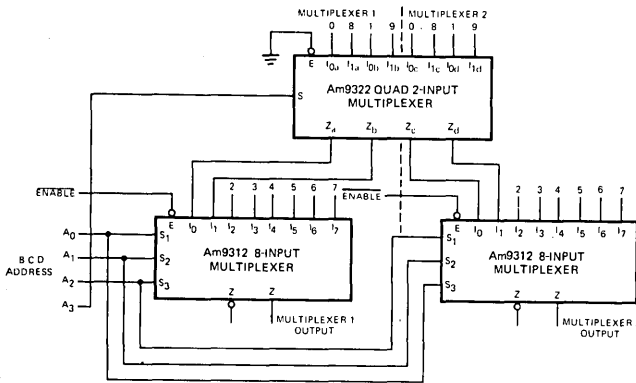 MULTIPLEXER 1 MULTIPLEXER 2
0 8 1 9 0 8 1 9
E I0a I1a I0b I1b I0c I1c I0d I1d
S
Am9322 QUAD 2-INPUT
MULTIPLEXER
Za Zb Zc Zd
ENABLE
2 3 4 5 6 7
E I0 I1 I2 I3 I4 I5 I6 I7
A0
S1
A1
S2
A2
S3
A3
BCD
ADDRESS
Am9312 8-INPUT
MULTIPLEXER
Z Z
MULTIPLEXER 1
OUTPUT
ENABLE
2 3 4 5 6 7
E I0 I1 I2 I3 I4 I5 I6 I7
S1
S2
S3
Am9312 8-INPUT
MULTIPLEXER
Z Z
MULTIPLEXER
OUTPUT